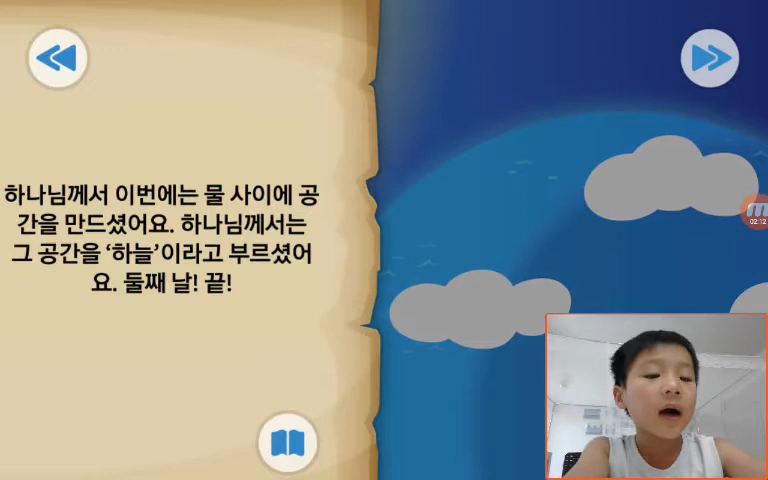 하나님께서 이번에는 물 사이에 공
간을 만드셨어요. 하나님께서는
그 공간을 ‘하늘’이라고 부르셨어
요. 둘째 날! 끝!
02:12